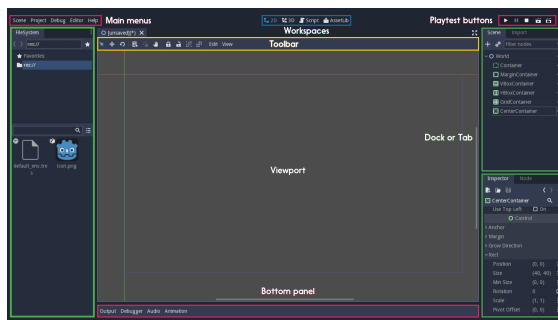 Scene Project Debug Editor Help Main menus 2D 3D Script AssetLib Playtest buttons
FileSystem [unsaved](*) X Workspaces Scene Import
res:// Toolbar Filter nodes
Favorites Edit View World
res:// Container
MarginContainer
VBoxContainer
HBoxContainer
GridContainer
CenterContainer
Dock or Tab
default_env.tre
s
icon.png
Viewport
Inspector Node
CenterContainer
Use Top Left On
Control
Anchor
Margin
Grow Direction
Rect
Position (0, 0)
Size (40, 40)
Min Size (0, 0)
Rotation 0
Scale (1, 1)
Pivot Offset (0, 0)
Bottom panel
Output Debugger Audio Animation